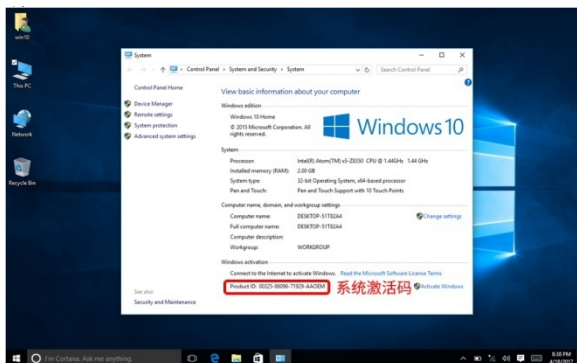 win10
This PC
Network
Recycle Bin
System
Control Panel > System and Security > System
Search Control Panel
Control Panel Home
Device Manager
Remote settings
System protection
Advanced system settings
View basic information about your computer
Windows edition
Windows 10 Home
© 2015 Microsoft Corporation. All
rights reserved.
Windows 10
System
Processor: Intel(R) Atom(TM) x5-Z8350 CPU @ 1.44GHz 1.44 GHz
Installed memory (RAM): 2.00 GB
System type: 32-bit Operating System, x64-based processor
Pen and Touch: Pen and Touch Support with 10 Touch Points
Computer name, domain, and workgroup settings
Computer name: DESKTOP-51T82A4
Change settings
Full computer name: DESKTOP-51T82A4
Computer description:
Workgroup: WORKGROUP
Windows activation
Connect to the Internet to activate Windows. Read the Microsoft Software License Terms
Product ID: 00325-86096-71929-AAOEM 系统激活码 Activate Windows
See also
Security and Maintenance
I'm Cortana. Ask me anything.
8:50 PM
4/18/2017